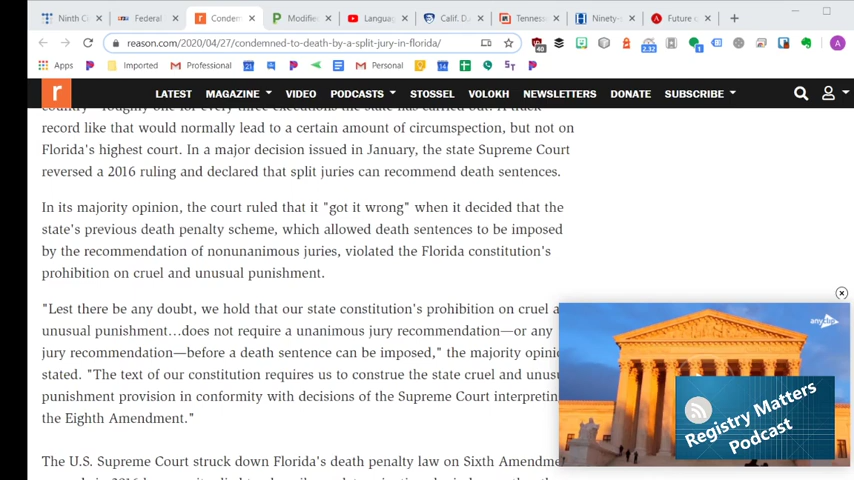 Ninth Ci
Federal
Condem
Modified
Languag
Calif. D
Tenness
Ninety-
Future c
reason.com/2020/04/27/condemned-to-death-by-a-split-jury-in-florida/
40
2.32
1
A
Apps
Imported
Professional
Personal
r
LATEST
MAGAZINE
VIDEO
PODCASTS
STOSSEL
VOLOKH
NEWSLETTERS
DONATE
SUBSCRIBE
country—roughly one for every three executions the state has carried out. A track
record like that would normally lead to a certain amount of circumspection, but not on
Florida's highest court. In a major decision issued in January, the state Supreme Court
reversed a 2016 ruling and declared that split juries can recommend death sentences.
In its majority opinion, the court ruled that it "got it wrong" when it decided that the
state's previous death penalty scheme, which allowed death sentences to be imposed
by the recommendation of nonunanimous juries, violated the Florida constitution's
prohibition on cruel and unusual punishment.
"Lest there be any doubt, we hold that our state constitution's prohibition on cruel a
unusual punishment…does not require a unanimous jury recommendation—or any
jury recommendation—before a death sentence can be imposed," the majority opini
stated. "The text of our constitution requires us to construe the state cruel and unus
punishment provision in conformity with decisions of the Supreme Court interpretin
the Eighth Amendment."
The U.S. Supreme Court struck down Florida's death penalty law on Sixth Amendme
Registry Matters
Podcast